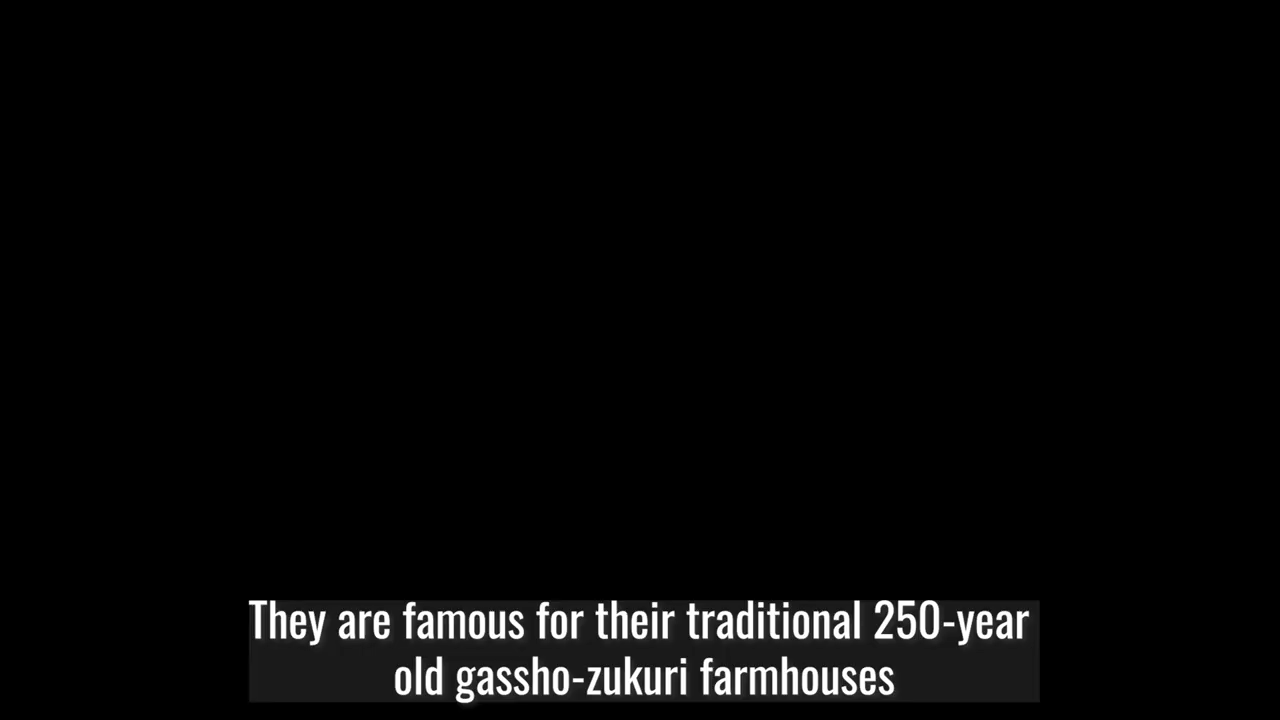 They are famous for their traditional 250-year
old gassho-zukuri farmhouses